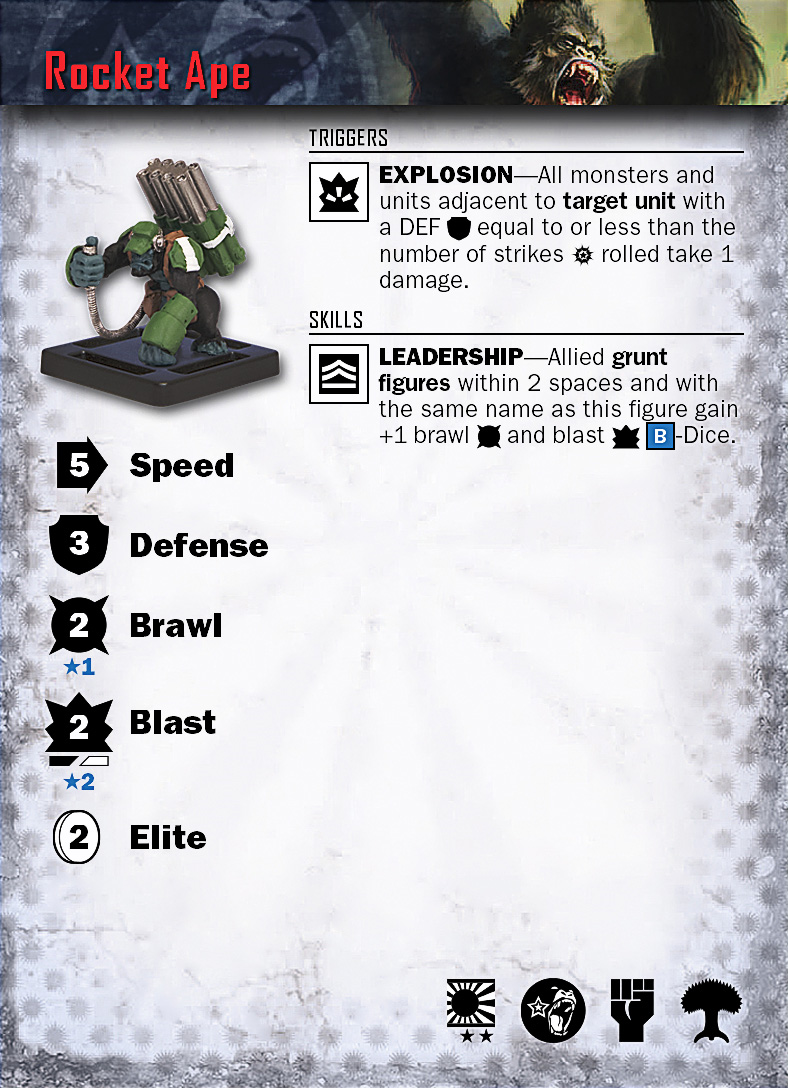 Rocket Ape
TRIGGERS
EXPLOSION—All monsters and
units adjacent to target unit with
a DEF equal to or less than the
number of strikes rolled take 1
damage.
SKILLS
LEADERSHIP—Allied grunt
figures within 2 spaces and with
the same name as this figure gain
+1 brawl and blast B-Dice.
5 Speed
3 Defense
2 Brawl
★1
2 Blast
★2
2 Elite